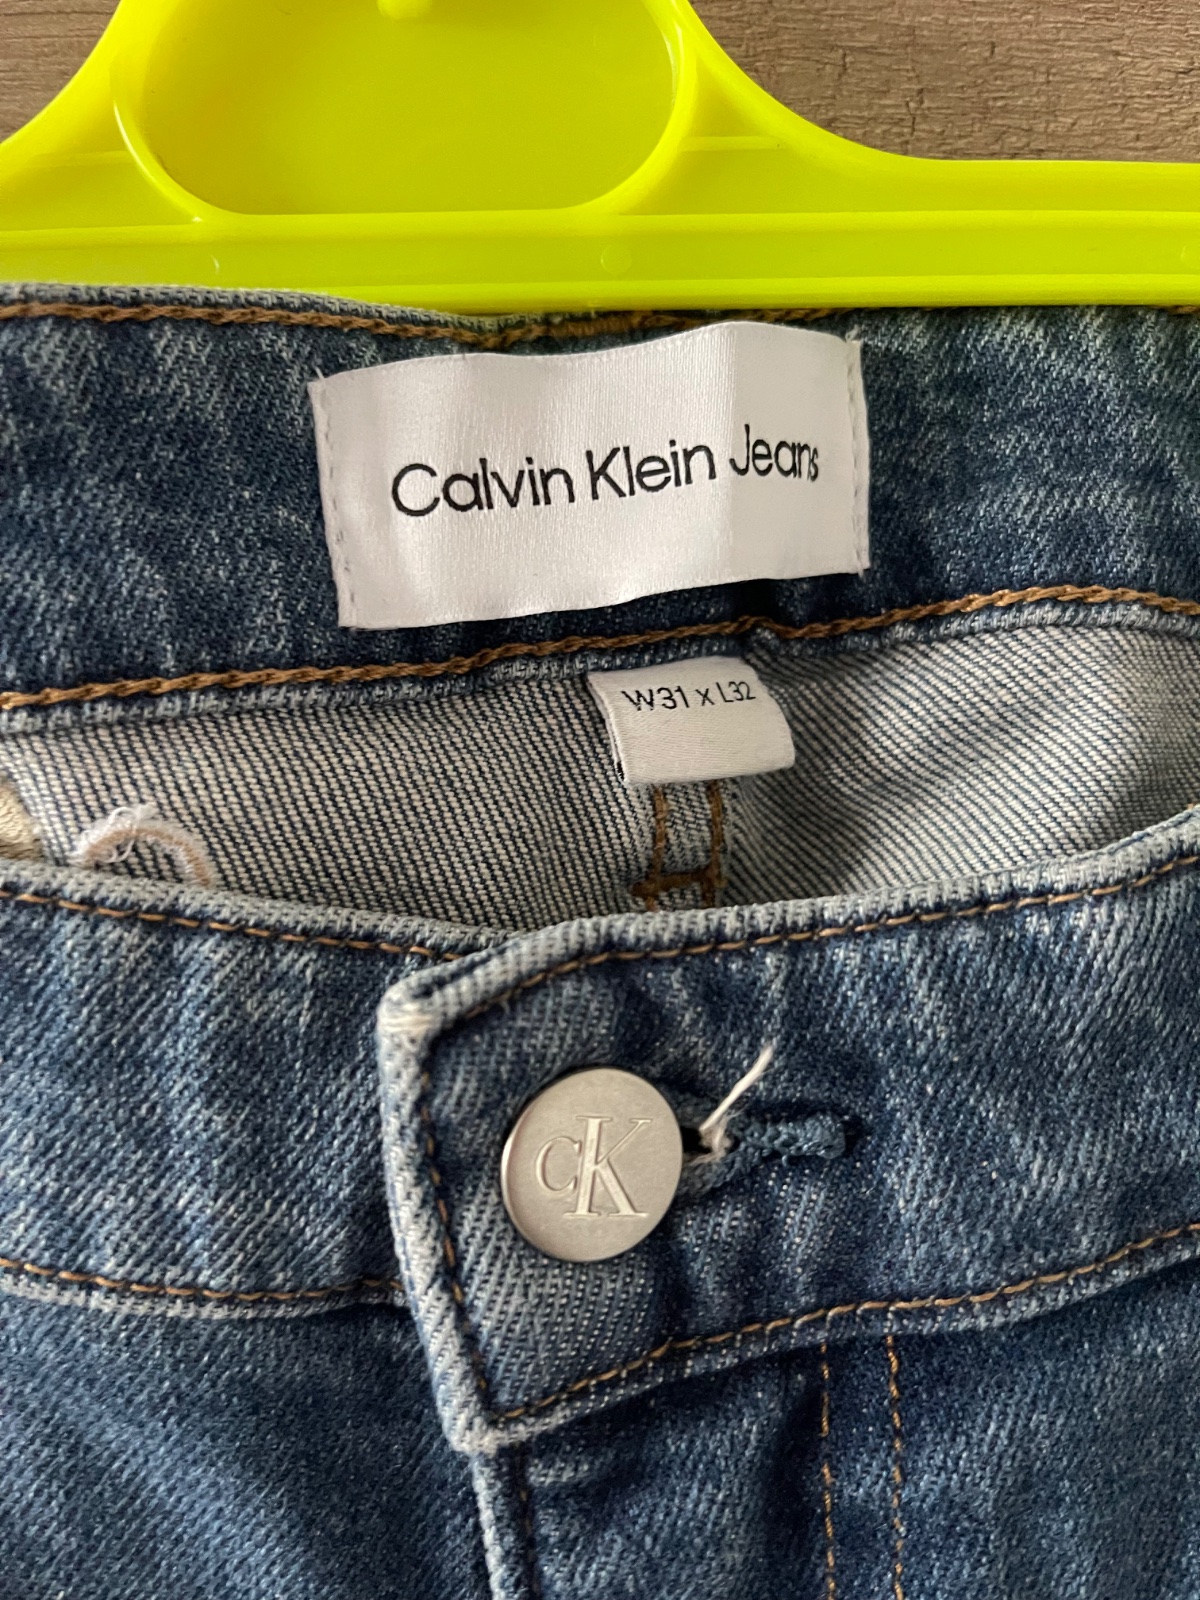 Calvin Klein Jeans
W31 X L32
CK